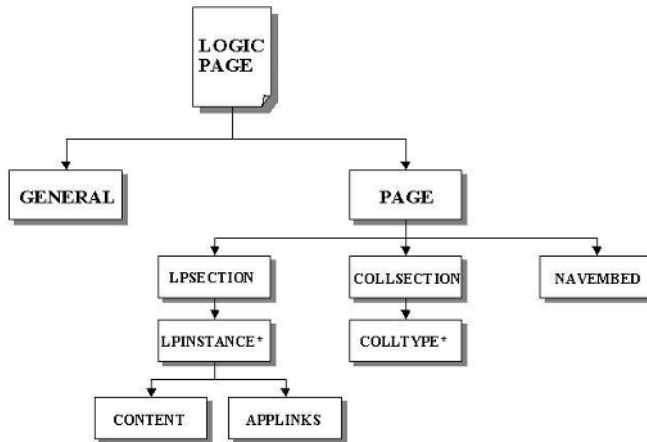 LOGIC
PAGE
GENERAL
PAGE
LPSECTION
COLLSECTION
NAVEMBED
LPINSTANCE*
COLLTYPE*
CONTENT
APPLINKS